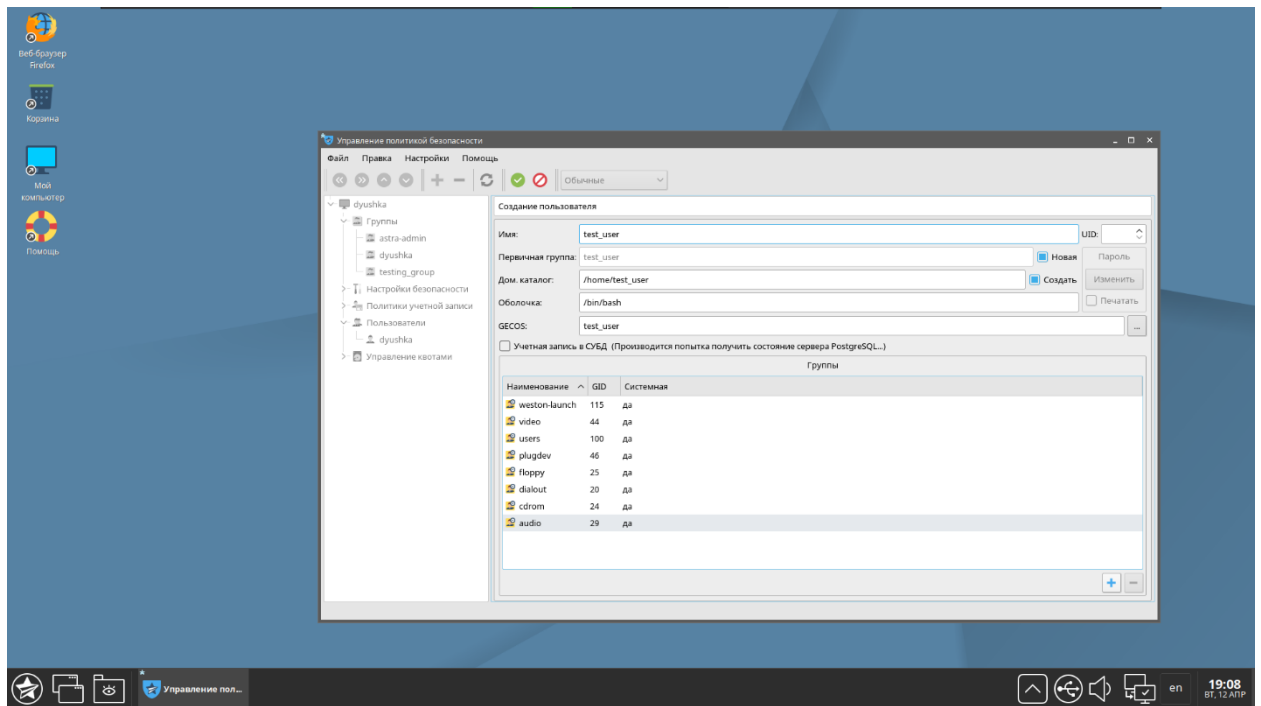 Веб-браузер
Firefox
Корзина
Мой
компьютер
Помощь
Управление политикой безопасности
Файл Правка Настройки Помощь
Обычные
dyushka
Группы
astra-admin
dyushka
testing_group
Настройки безопасности
Политики учетной записи
Пользователи
dyushka
Управление квотами
Создание пользователя
Имя: test_user UID:
Первичная группа: test_user Новая Пароль
Дом. каталог: /home/test_user Создать Изменить
Оболочка: /bin/bash Печатать
GECOS: test_user ...
Учетная запись в СУБД (Производится попытка получить состояние сервера PostgreSQL...)
Группы
Наименование GID Системная
weston-launch 115 да
video 44 да
users 100 да
plugdev 46 да
floppy 25 да
dialout 20 да
cdrom 24 да
audio 29 да
Управление пол...
en
19:08
ВТ, 12 АПР